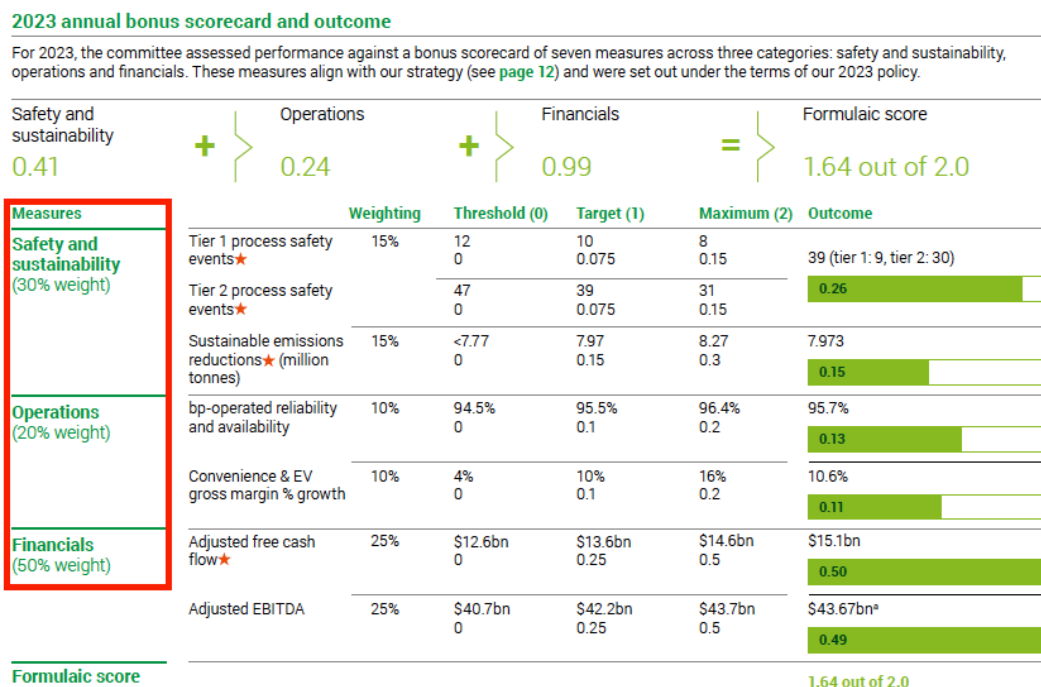 2023 annual bonus scorecard and outcome
For 2023, the committee assessed performance against a bonus scorecard of seven measures across three categories: safety and sustainability,
operations and financials. These measures align with our strategy (see page 12) and were set out under the terms of our 2023 policy.
Safety and
sustainability
0.41
+
Operations
0.24
+
Financials
0.99
=
Formulaic score
1.64 out of 2.0
Measures Weighting Threshold (0) Target (1) Maximum (2) Outcome
Safety and
sustainability
(30% weight)
Tier 1 process safety 15% 12 10 8
events★ 0 0.075 0.15
39 (tier 1: 9, tier 2: 30)
0.26
Tier 2 process safety 47 39 31
events★ 0 0.075 0.15
Sustainable emissions 15% <7.77 7.97 8.27 7.973
reductions★ (million 0 0.15 0.3
tonnes)
0.15
Operations
(20% weight)
bp-operated reliability 10% 94.5% 95.5% 96.4% 95.7%
and availability 0 0.1 0.2
0.13
Convenience & EV 10% 4% 10% 16% 10.6%
gross margin % growth 0 0.1 0.2
0.11
Financials
(50% weight)
Adjusted free cash 25% $12.6bn $13.6bn $14.6bn $15.1bn
flow★ 0 0.25 0.5
0.50
Adjusted EBITDA 25% $40.7bn $42.2bn $43.7bn $43.67bnᵃ
0 0.25 0.5
0.49
Formulaic score 1.64 out of 2.0